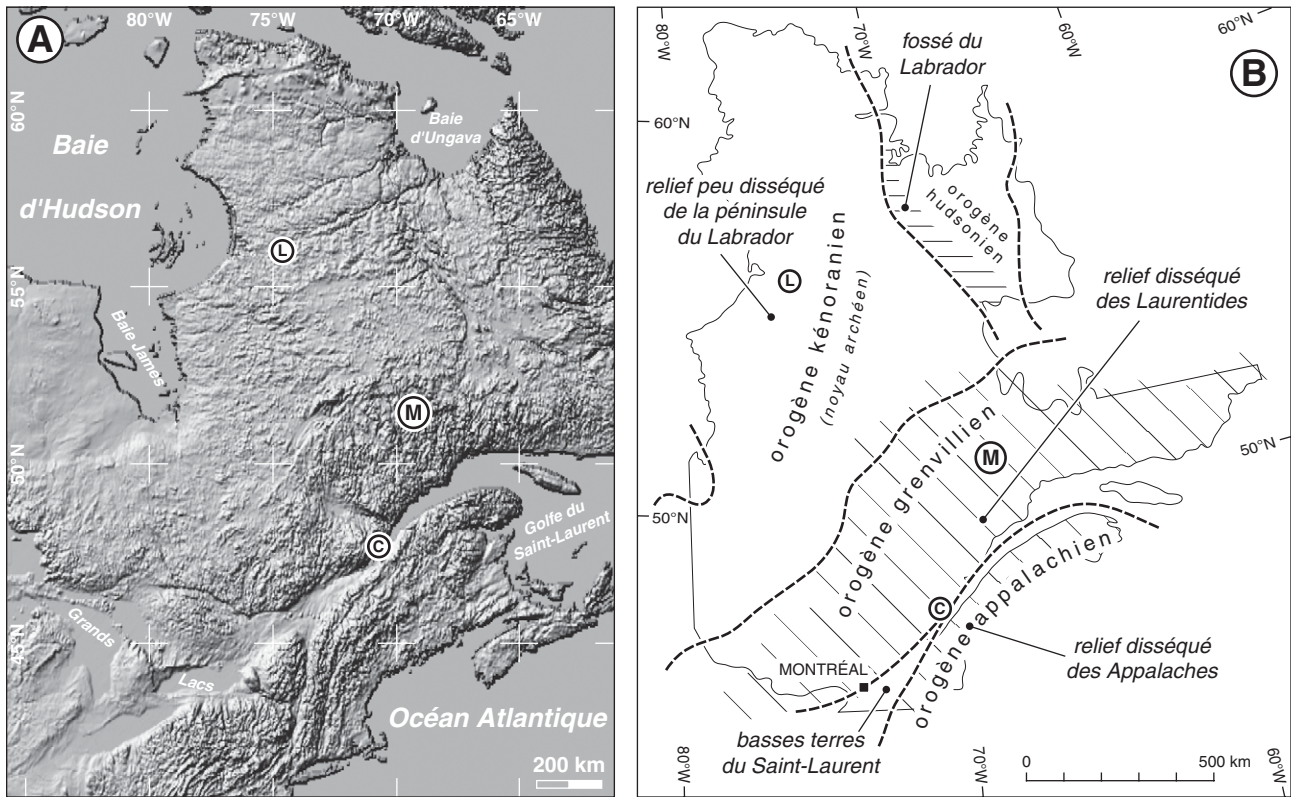 A
80°W
75°W
70°W
65°W
60°N
Baie
d'Ungava
Baie
d'Hudson
L
55°N
Baie James
M
50°N
Golfe du
Saint-Laurent
C
Grands
45°N
Lacs
Océan Atlantique
200 km
B
80°W
70°W
60°W
60°N
fossé du
Labrador
60°N
relief peu disséqué
de la péninsule
du Labrador
orogène
hudsonien
L
relief disséqué
des Laurentides
orogène kénoranien
(noyau archéen)
50°N
M
50°N
orogène grenvillien
C
orogène appalachien
relief disséqué
des Appalaches
MONTRÉAL
basses terres
du Saint-Laurent
80°W
70°W
0
500 km
60°W